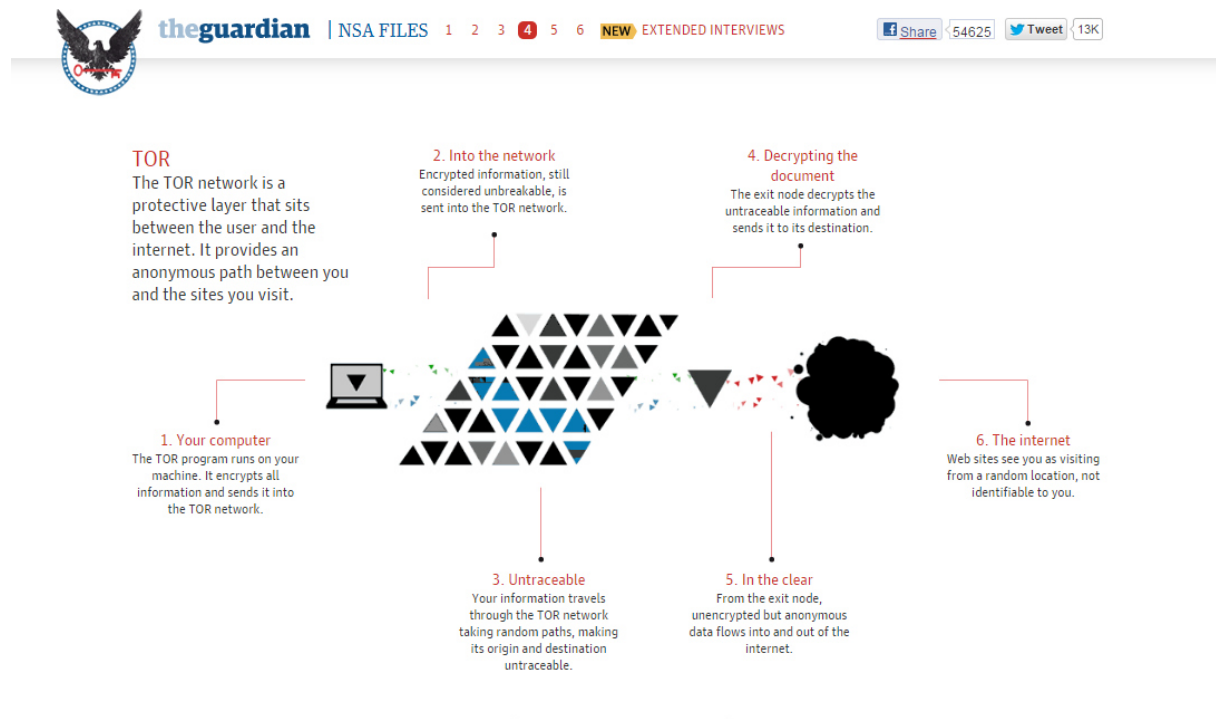 theguardian | NSA FILES 1 2 3 4 5 6 NEW EXTENDED INTERVIEWS Share 54625 Tweet 13K
TOR
The TOR network is a
protective layer that sits
between the user and the
internet. It provides an
anonymous path between you
and the sites you visit.
2. Into the network
Encrypted information, still
considered unbreakable, is
sent into the TOR network.
4. Decrypting the
document
The exit node decrypts the
untraceable information and
sends it to its destination.
1. Your computer
The TOR program runs on your
machine. It encrypts all
information and sends it into
the TOR network.
6. The internet
Web sites see you as visiting
from a random location, not
identifiable to you.
3. Untraceable
Your information travels
through the TOR network
taking random paths, making
its origin and destination
untraceable.
5. In the clear
From the exit node,
unencrypted but anonymous
data flows into and out of the
internet.